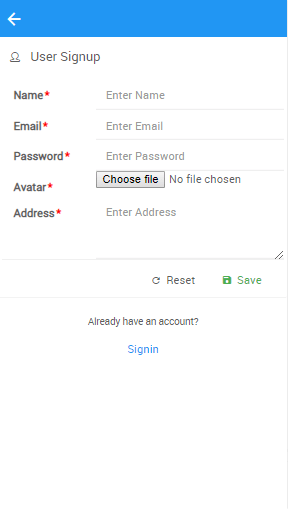 User Signup
Name* Enter Name
Email* Enter Email
Password* Enter Password
Avatar* Choose file No file chosen
Address* Enter Address
Reset Save
Already have an account?
Signin